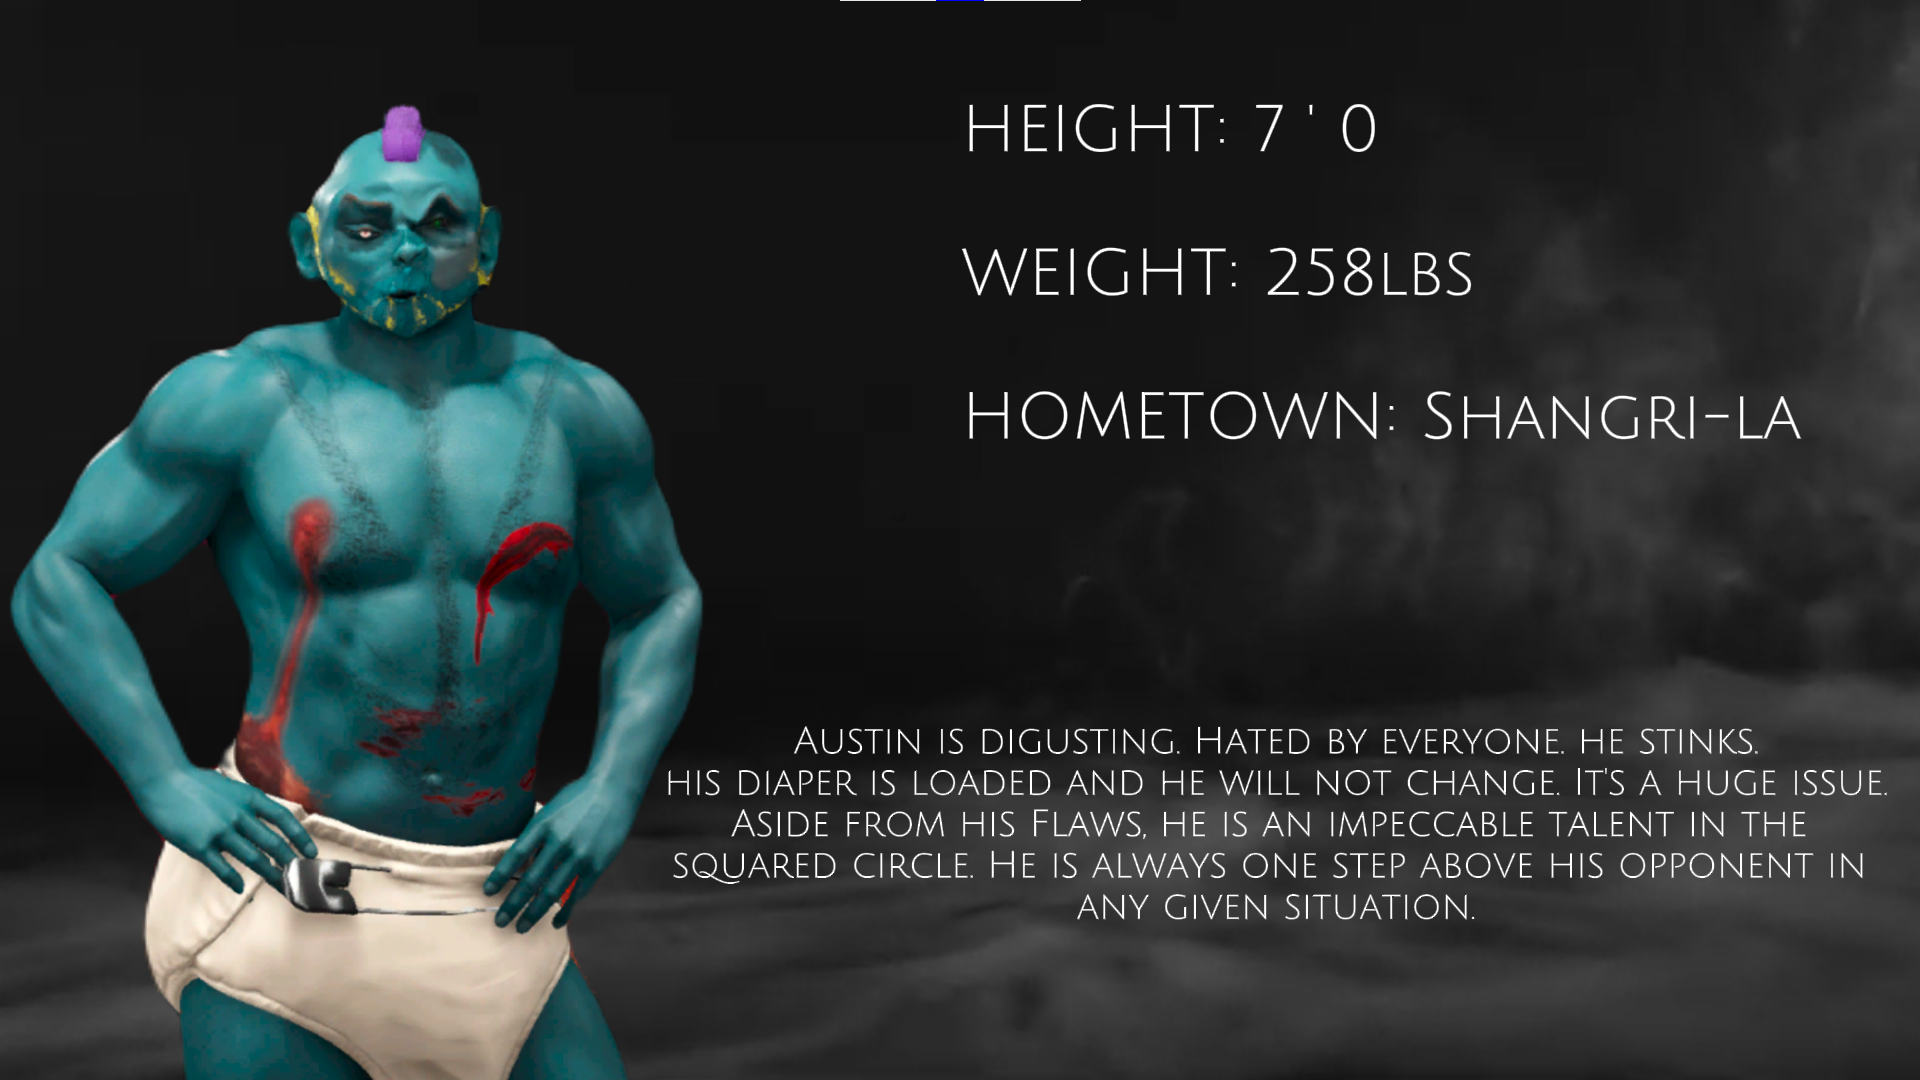 HEIGHT: 7 ' 0
WEIGHT: 258LBS
HOMETOWN: SHANGRI-LA
AUSTIN IS DIGUSTING. HATED BY EVERYONE. HE STINKS.
HIS DIAPER IS LOADED AND HE WILL NOT CHANGE. IT'S A HUGE ISSUE.
ASIDE FROM HIS FLAWS, HE IS AN IMPECCABLE TALENT IN THE
SQUARED CIRCLE. HE IS ALWAYS ONE STEP ABOVE HIS OPPONENT IN
ANY GIVEN SITUATION.